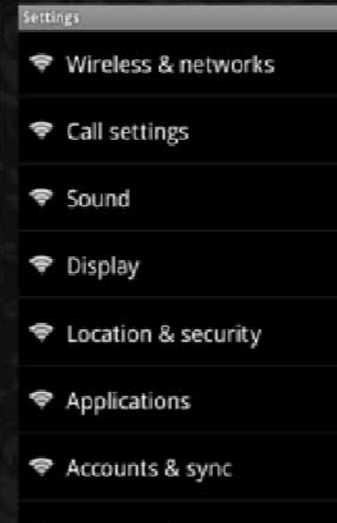 Settings
Wireless & networks
Call settings
Sound
Display
Location & security
Applications
Accounts & sync